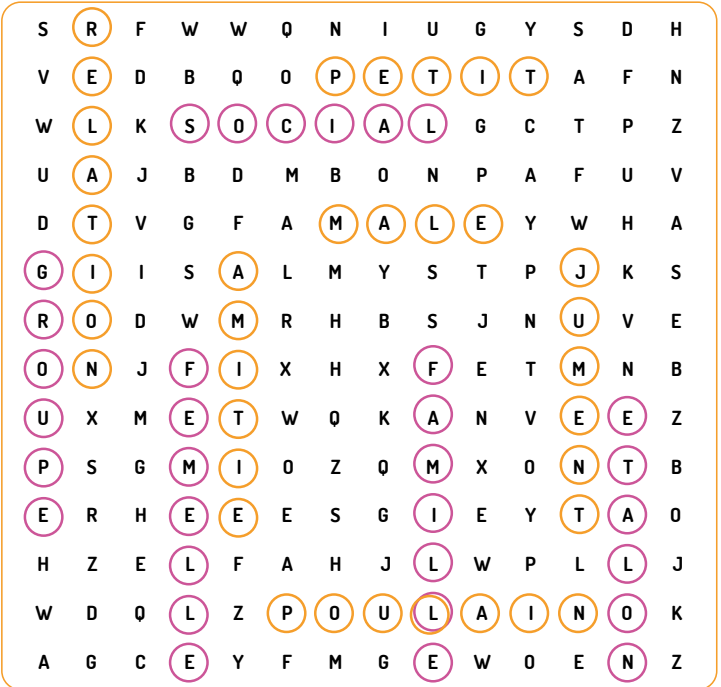 S R F W W Q N I U G Y S D H
V E D B Q O P E T I T A F N
W L K S O C I A L G C T P Z
U A J B D M B O N P A F U V
D T V G F A M A L E Y W H A
G I I S A L M Y S T P J K S
R O D W M R H B S J N U V E
O N J F I X H X F E T M N B
U X M E T W Q K A N V E E Z
P S G M I O Z Q M X O N T B
E R H E E E S G I E Y T A O
H Z E L F A H J L W P L L J
W D Q L Z P O U L A I N O K
A G C E Y F M G E W O E N Z